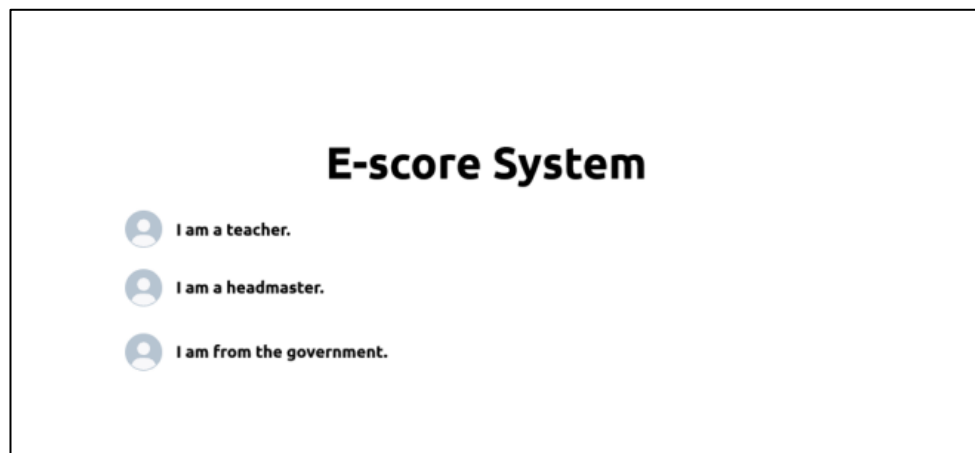 E-score System
I am a teacher.
I am a headmaster.
I am from the government.